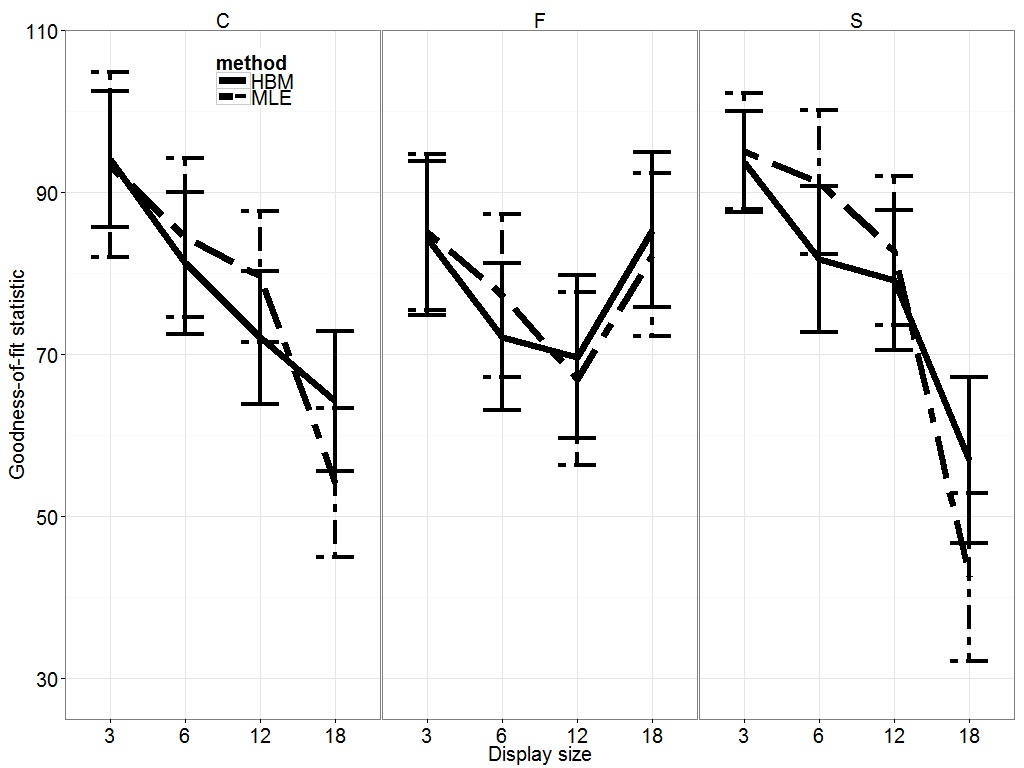 C F S
method
HBM
MLE
110
90
70
50
30
Goodness-of-fit statistic
3 6 12 18 3 6 12 18 3 6 12 18
Display size